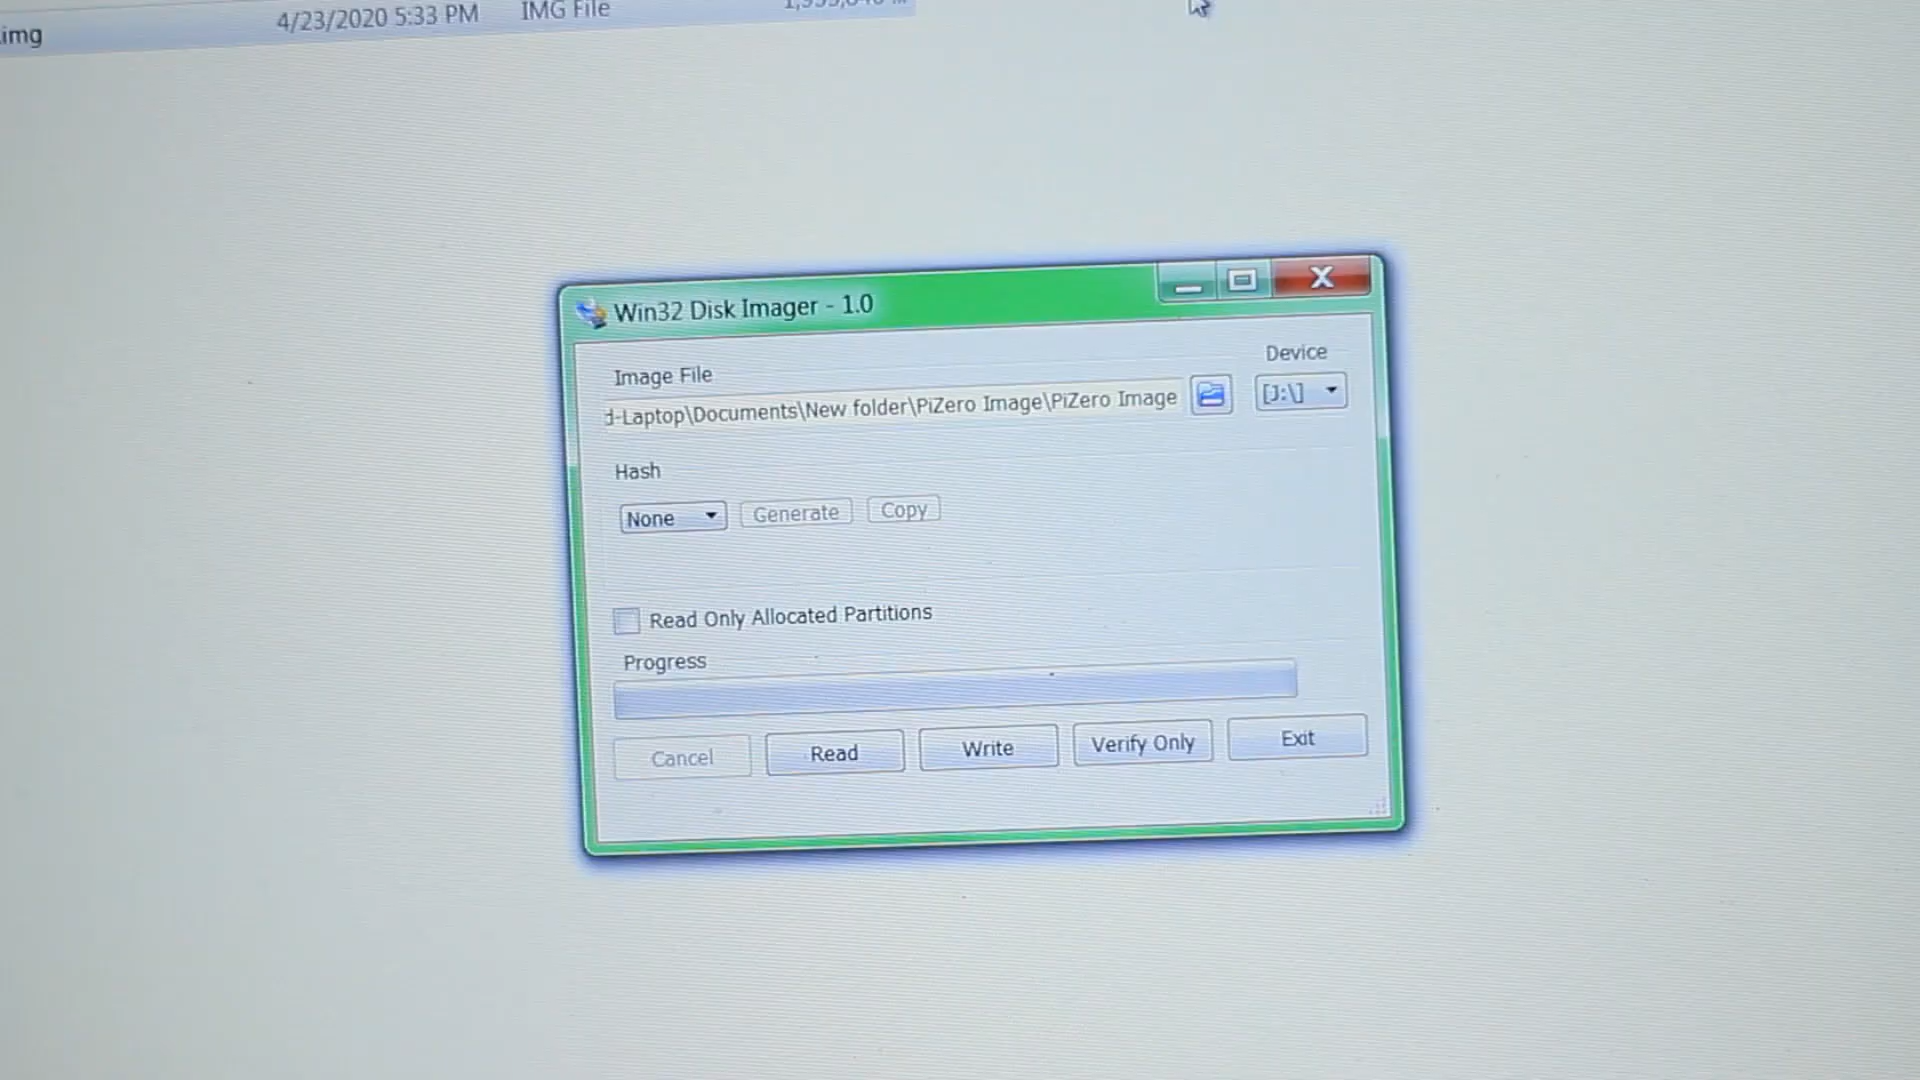 .img 4/23/2020 5:33 PM IMG File
Win32 Disk Imager - 1.0
Image File Device
d-Laptop\Documents\New folder\PiZero Image\PiZero Image [J:\]
Hash
None Generate Copy
Read Only Allocated Partitions
Progress
Cancel Read Write Verify Only Exit